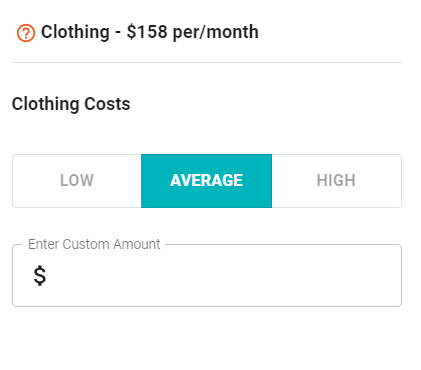 Clothing - $158 per/month
Clothing Costs
LOW AVERAGE HIGH
Enter Custom Amount
$